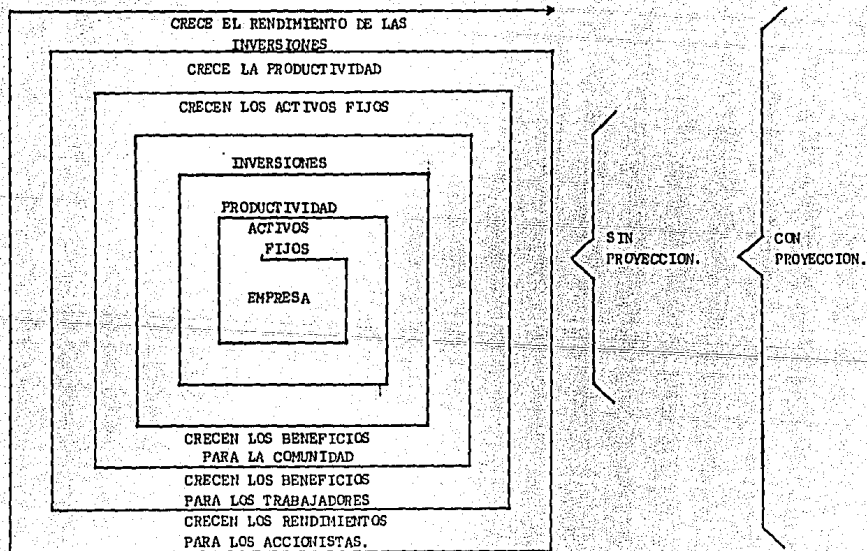 CRECE EL RENDIMIENTO DE LAS
INVERSIONES
CRECE LA PRODUCTIVIDAD
CRECEN LOS ACTIVOS FIJOS
INVERSIONES
PRODUCTIVIDAD
ACTIVOS
FIJOS
EMPRESA
CRECEN LOS BENEFICIOS
PARA LA COMUNIDAD
CRECEN LOS BENEFICIOS
PARA LOS TRABAJADORES
CRECEN LOS RENDIMIENTOS
PARA LOS ACCIONISTAS.
SIN
PROYECCION.
CON
PROYECCION.